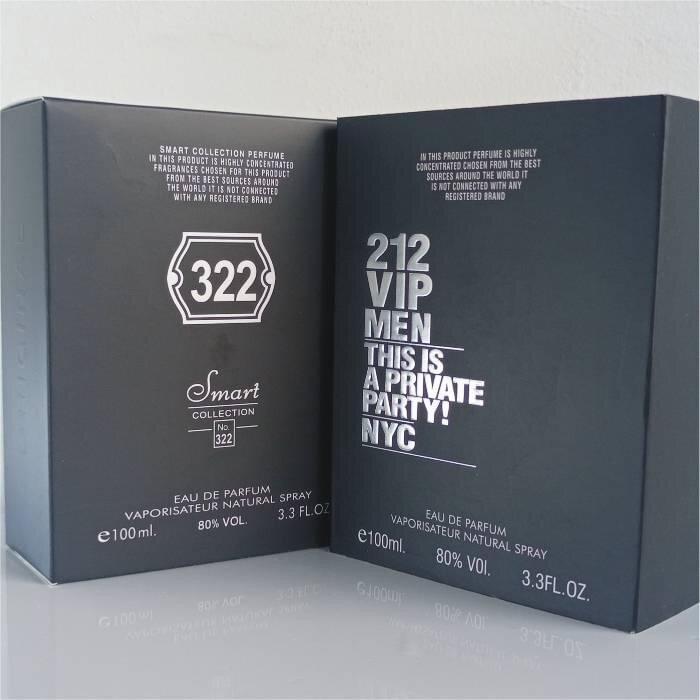 SMART COLLECTION PERFUME
IN THIS PRODUCT IS HIGHLY CONCENTRATED
FRAGRANCES CHOSEN FOR THIS PRODUCT
FROM THE BEST SOURCES AROUND
THE WORLD IT IS NOT CONNECTED
WITH ANY REGISTERED BRAND
322
Smart
COLLECTION
No.
322
EAU DE PARFUM
VAPORISATEUR NATURAL SPRAY
e100ml. 80% VOL. 3.3 FL.OZ
IN THIS PRODUCT PERFUME IS HIGHLY
CONCENTRATED CHOSEN FROM THE BEST
SOURCES AROUND THE WORLD IT
IS NOT CONNECTED WITH ANY
REGISTERED BRAND
212
VIP
MEN
THIS IS
A PRIVATE
PARTY!
NYC
EAU DE PARFUM
VAPORISATEUR NATURAL SPRAY
e100ml. 80% VOl. 3.3FL.OZ.